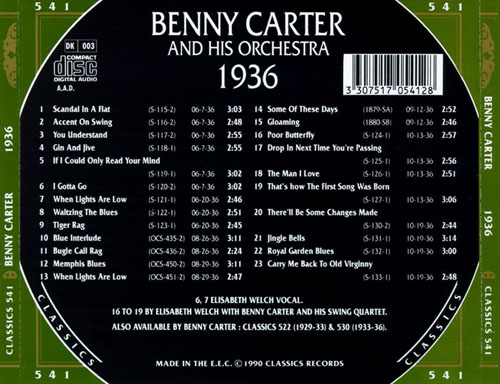 541
541
DK 003
COMPACT
disc
DIGITAL AUDIO
A.A.D.
BENNY CARTER
AND HIS ORCHESTRA
1936
3 307517 054128
1 Scandal In A Flat (S-115-2) 06-?-36 3:03
2 Accent On Swing (S-116-2) 06-?-36 2:48
3 You Understand (S-117-2) 06-?-36 2:55
4 Gin And Jive (S-118-1) 06-?-36 2:48
5 If I Could Only Read Your Mind
(S-119-1) 06-?-36 3:11
6 I Gotta Go (S-120-2) 06-?-36 3:11
7 When Lights Are Low (S-121-1) 06-20-36 2:46
8 Waltzing The Blues (S-122-1) 06-20-36 2:51
9 Tiger Rag (S-123-1) 06-20-36 2:45
10 Blue Interlude (OCS-435-2) 08-26-36 3:11
11 Bugle Call Rag (OCS-436-2) 08-26-36 3:11
12 Memphis Blues (OCS-450-2) 08-29-36
13 When Lights Are Low (OCS-451-2) 08-29-36 2:47
14 Some Of These Days (1879-SA) 09-12-36 2:52
15 Gloaming (1880-SB) 09-12-36 2:46
16 Poor Butterfly (S-124-1) 10-13-36 2:57
17 Drop In Next Time You're Passing
(S-125-1) 10-13-36 2:56
18 The Man I Love (S-126-1) 10-13-36 2:51
19 That's how The First Song Was Born
(S-127-1) 10-13-36 3:06
20 There'll Be Some Changes Made
(S-130-2) 10-19-36 2:44
21 Jingle Bells (S-131-1) 10-19-36 3:14
22 Royal Garden Blues (S-132-1) 10-19-36 3:00
23 Carry Me Back To Old Virginny
(S-133-1) 10-19-36 2:48
6, 7 ELISABETH WELCH VOCAL.
16 TO 19 BY ELISABETH WELCH WITH BENNY CARTER AND HIS SWING QUARTET.
ALSO AVAILABLE BY BENNY CARTER : CLASSICS 522 (1929-33) & 530 (1933-36).
MADE IN THE E.E.C. © 1990 CLASSICS RECORDS
CLASSICS
CLASSICS
541
541
CLASSICS 541 BENNY CARTER 1936
1936 BENNY CARTER CLASSICS 541